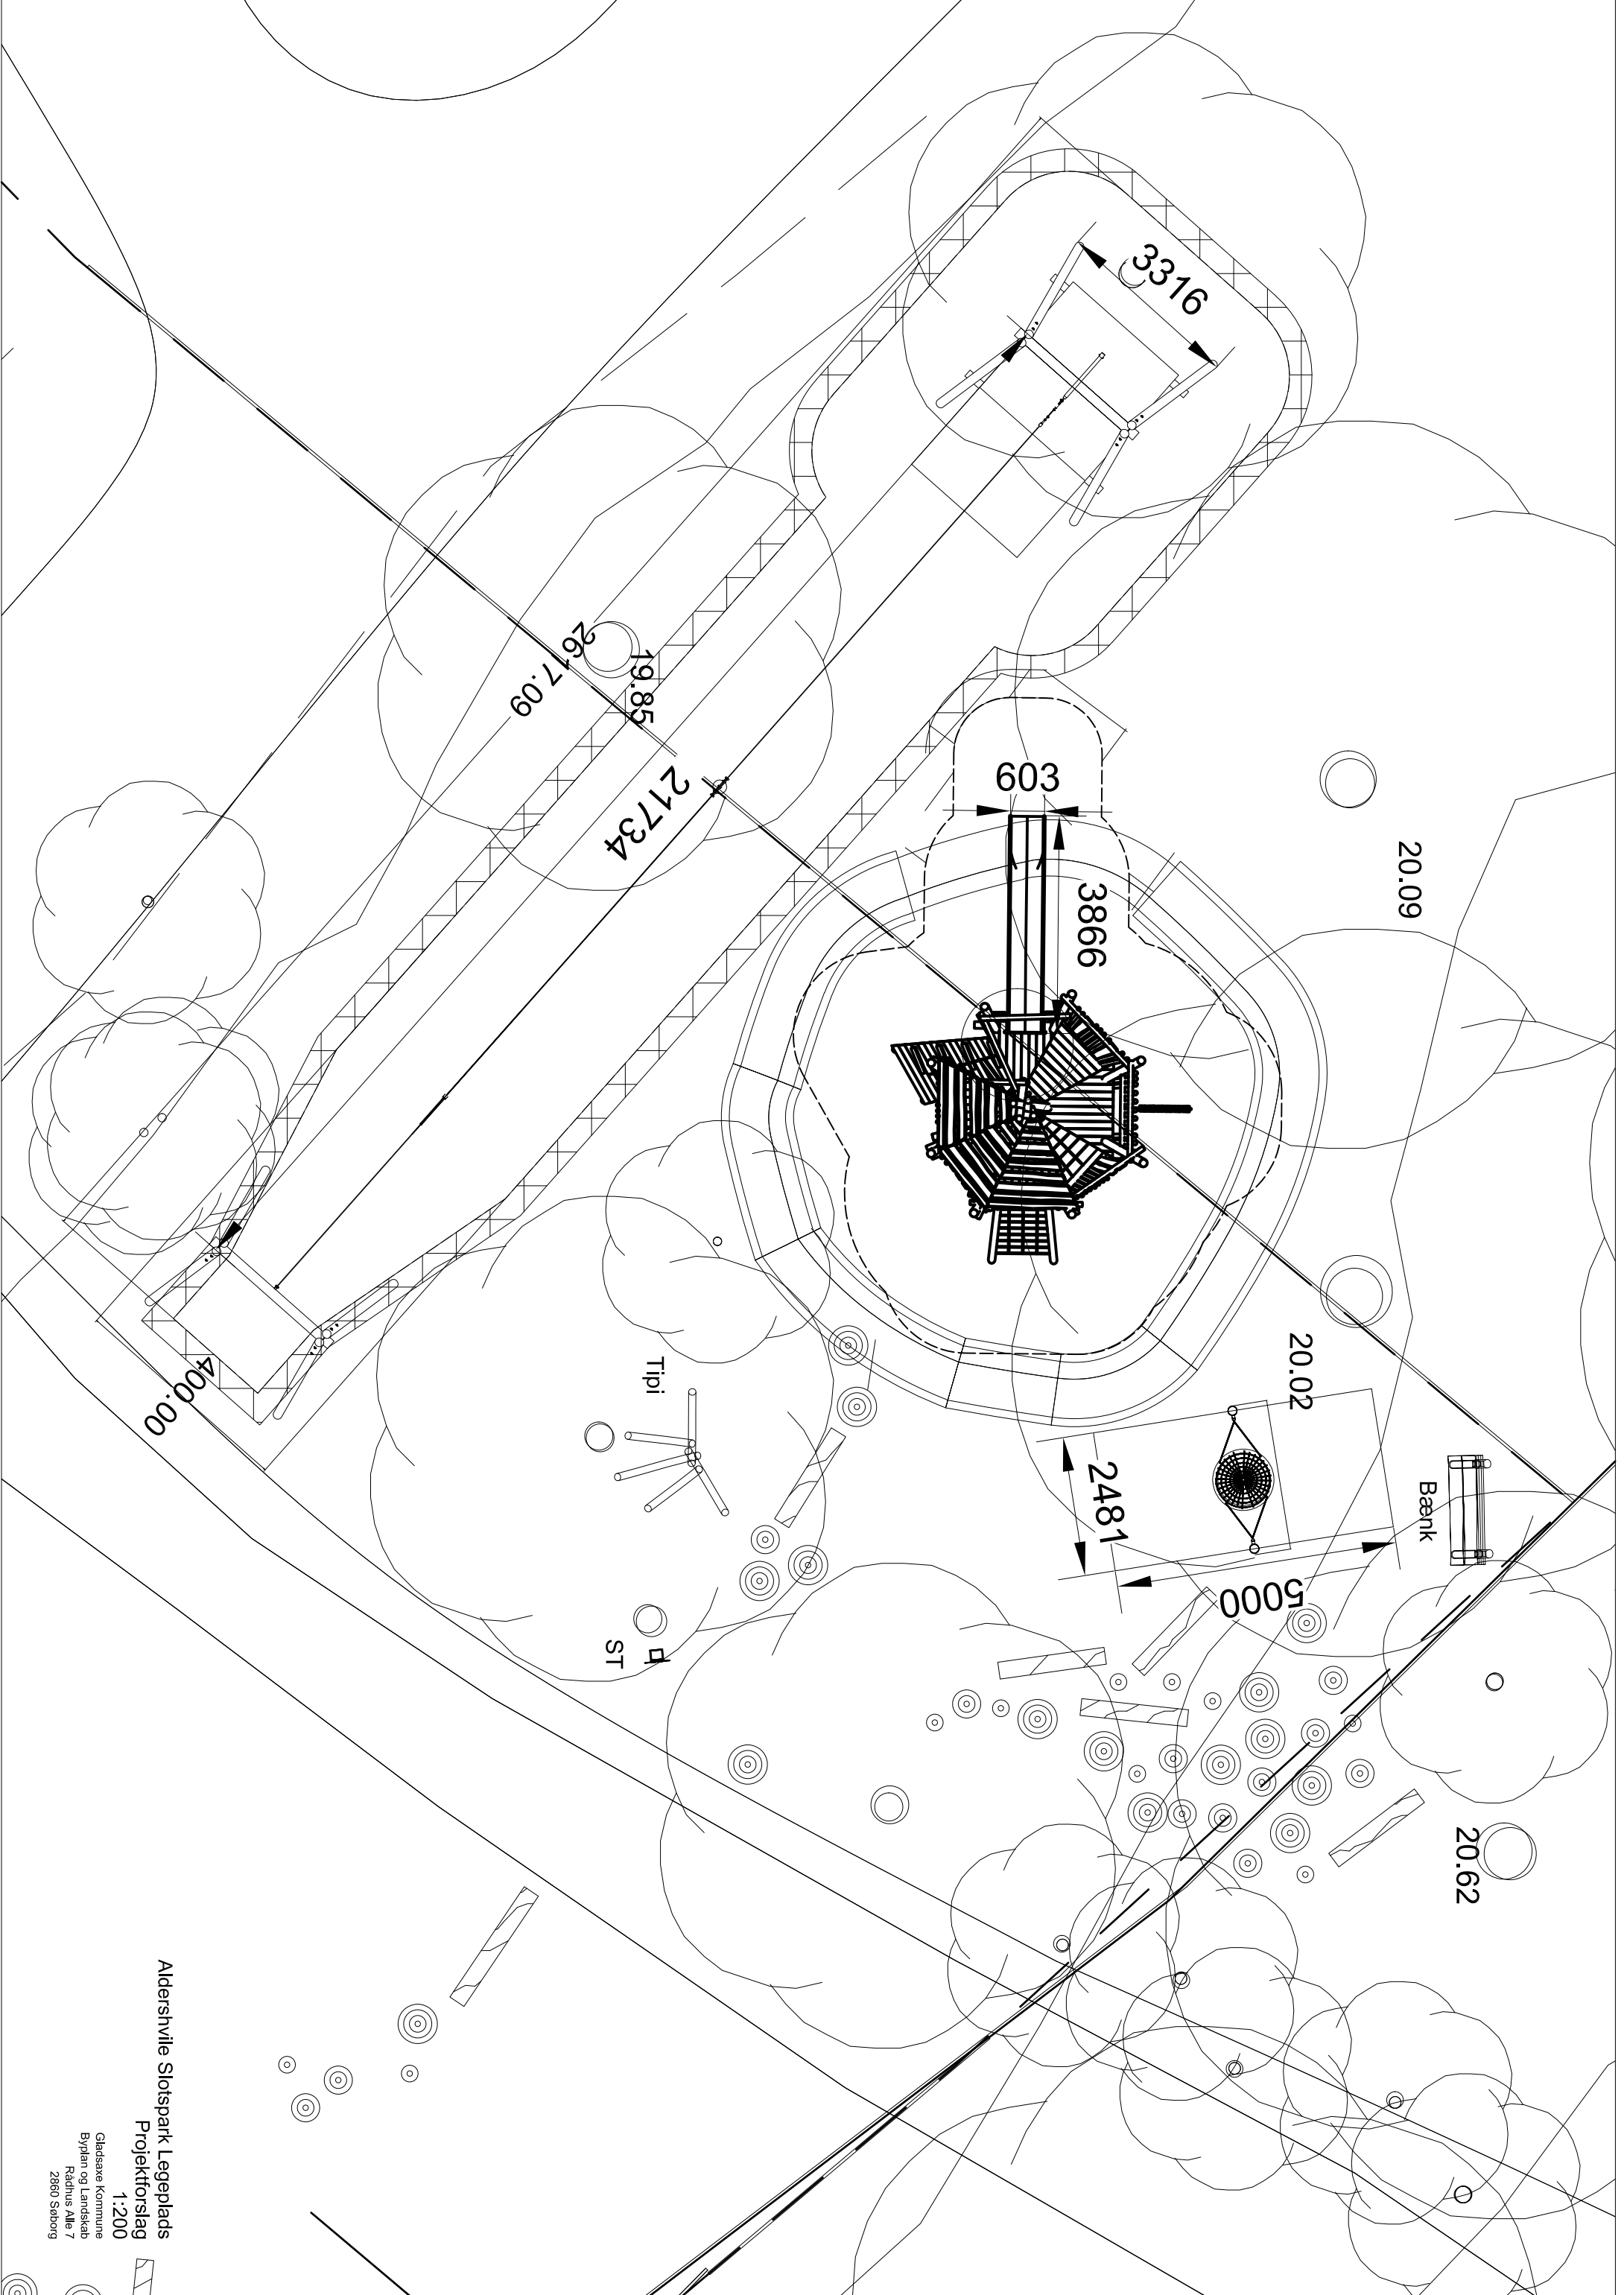 3316
2617.09
19.85
21734
603
3866
20.09
20.02
400.00
Tipi
2481
5000
Bænk
ST
20.62
Aldershvile Slotspark Legeplads
Projektforslag
1:200
Gladsaxe Kommune
Byplan og Landskab
Rådhus Alle 7
2860 Søborg